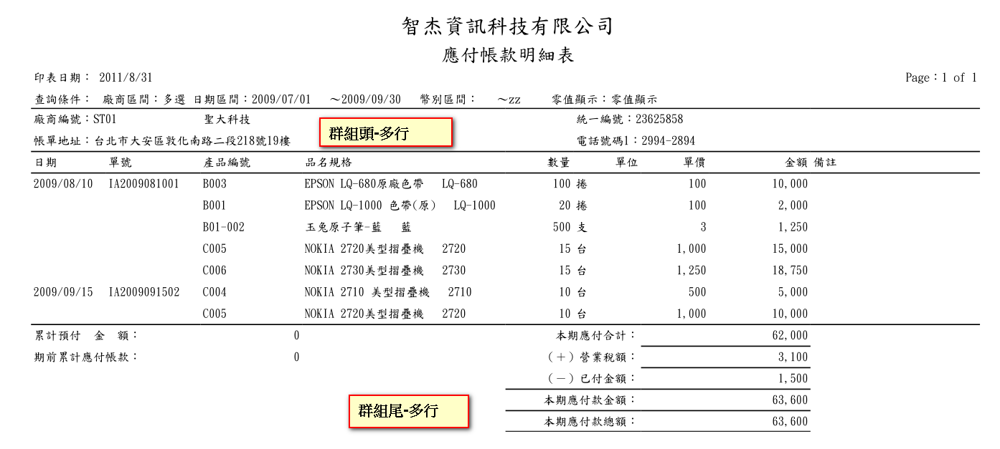 智杰資訊科技有限公司
應付帳款明細表
印表日期： 2011/8/31 Page：1 of 1
查詢條件： 廠商區間：多選 日期區間：2009/07/01 ～2009/09/30 幣別區間： ～zz 零值顯示：零值顯示
廠商編號：ST01 聖大科技 統一編號：23625858
群組頭-多行
帳單地址：台北市大安區敦化南路二段218號19樓 電話號碼1：2994-2894
日期 單號 產品編號 品名規格 數量 單位 單價 金額 備註
2009/08/10 IA2009081001 B003 EPSON LQ-680原廠色帶 LQ-680 100 捲 100 10,000
B001 EPSON LQ-1000 色帶(原) LQ-1000 20 捲 100 2,000
B01-002 玉兔原子筆-藍 藍 500 支 3 1,250
C005 NOKIA 2720美型摺疊機 2720 15 台 1,000 15,000
C006 NOKIA 2730美型摺疊機 2730 15 台 1,250 18,750
2009/09/15 IA2009091502 C004 NOKIA 2710 美型摺疊機 2710 10 台 500 5,000
C005 NOKIA 2720美型摺疊機 2720 10 台 1,000 10,000
累計預付 金 額： 0 本期應付合計： 62,000
期前累計應付帳款： 0 （＋）營業稅額： 3,100
（－）已付金額： 1,500
本期應付款金額： 63,600
群組尾-多行
本期應付款總額： 63,600